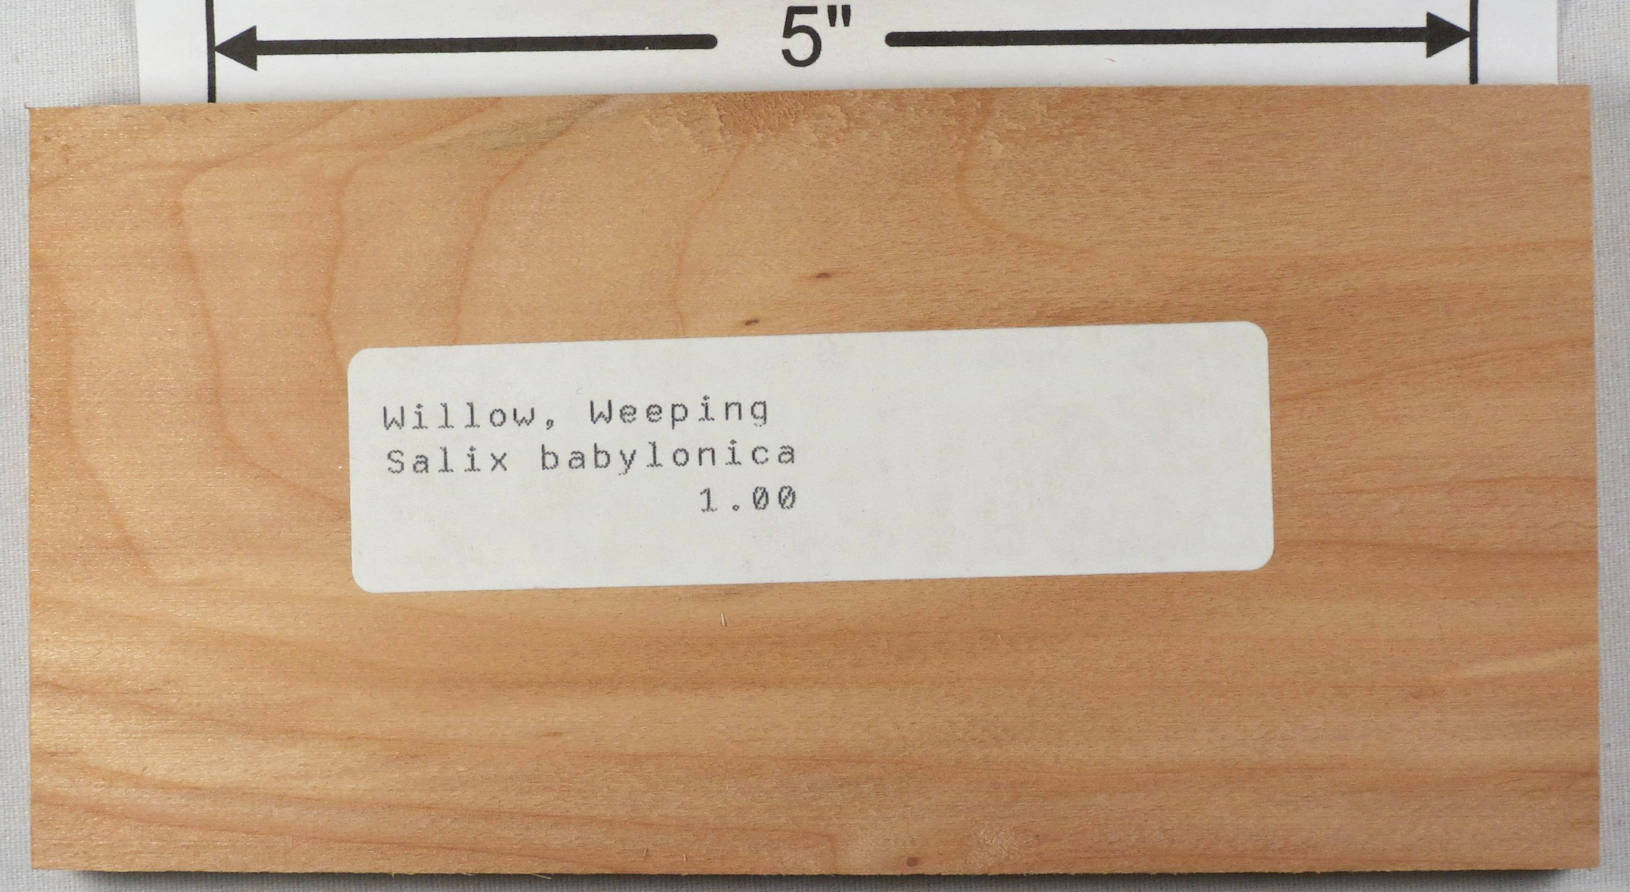 5"
Willow, Weeping
Salix babylonica
1.00